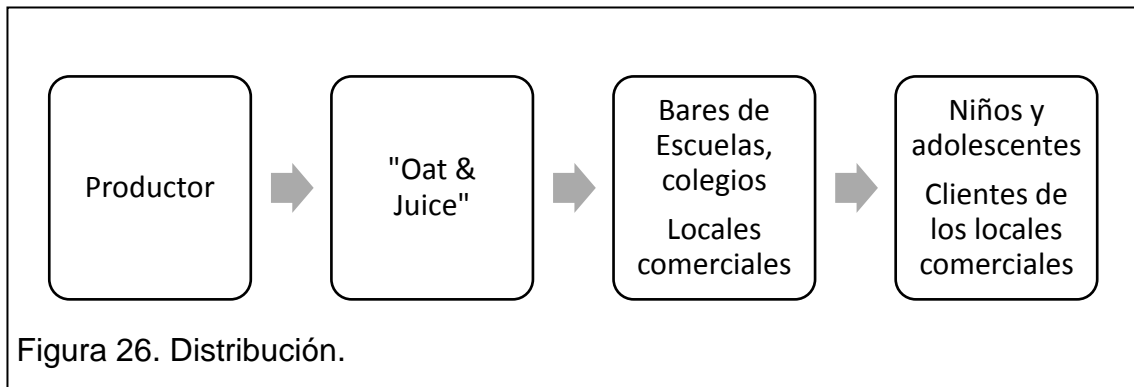 Productor
"Oat &
Juice"
Bares de
Escuelas,
colegios
Locales
comerciales
Niños y
adolescentes
Clientes de
los locales
comerciales
Figura 26. Distribución.